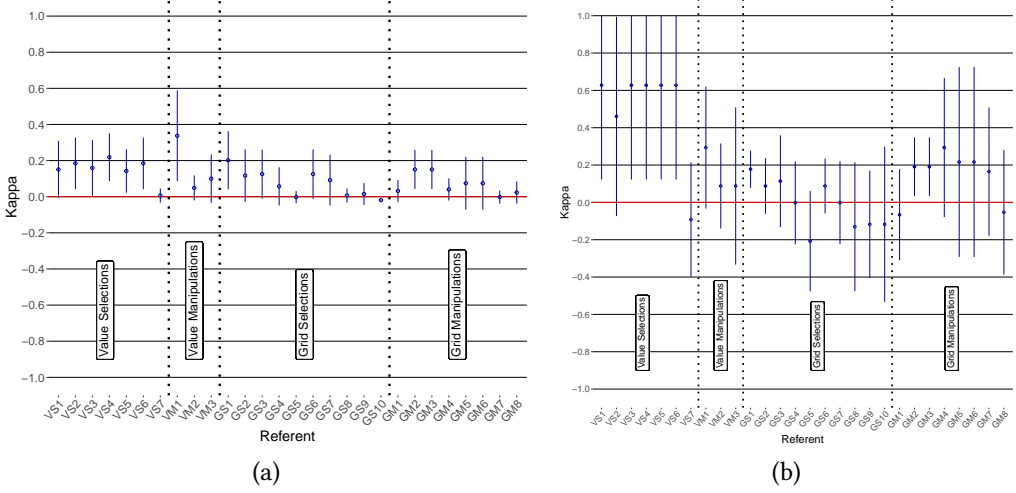 1.0
0.8
0.6
0.4
0.2
0.0
−0.2
−0.4
−0.6
−0.8
−1.0
Kappa
Value Selections
Value Manipulations
Grid Selections
Grid Manipulations
VS1 VS2 VS3 VS4 VS5 VS6 VS7 VM1 VM2 VM3 GS1 GS2 GS3 GS4 GS5 GS6 GS7 GS8 GS9 GS10 GM1 GM2 GM3 GM4 GM5 GM6 GM7 GM8
Referent
(a)
1.0
0.8
0.6
0.4
0.2
0.0
−0.2
−0.4
−0.6
−0.8
−1.0
Kappa
Value Selections
Value Manipulations
Grid Selections
Grid Manipulations
VS1 VS2 VS3 VS4 VS5 VS6 VS7 VM1 VM2 VM3 GS1 GS2 GS3 GS4 GS5 GS6 GS7 GS8 GS9 GS10 GM1 GM2 GM3 GM4 GM5 GM6 GM7 GM8
Referent
(b)